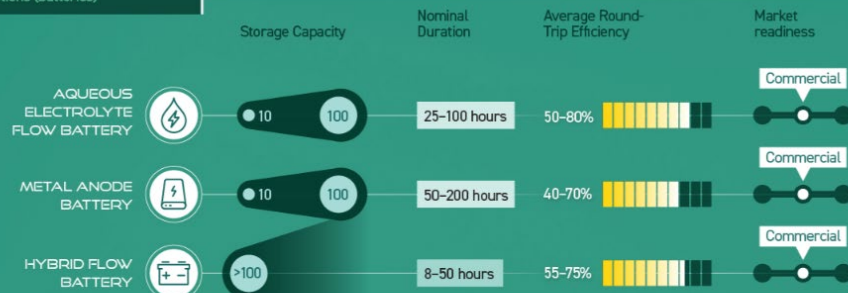 Storage Capacity
Nominal
Duration
Average Round-
Trip Efficiency
Market
readiness
AQUEOUS
ELECTROLYTE
FLOW BATTERY
10
100
25–100 hours
50–80%
Commercial
METAL ANODE
BATTERY
10
100
50–200 hours
40–70%
Commercial
HYBRID FLOW
BATTERY
>100
8–50 hours
55–75%
Commercial